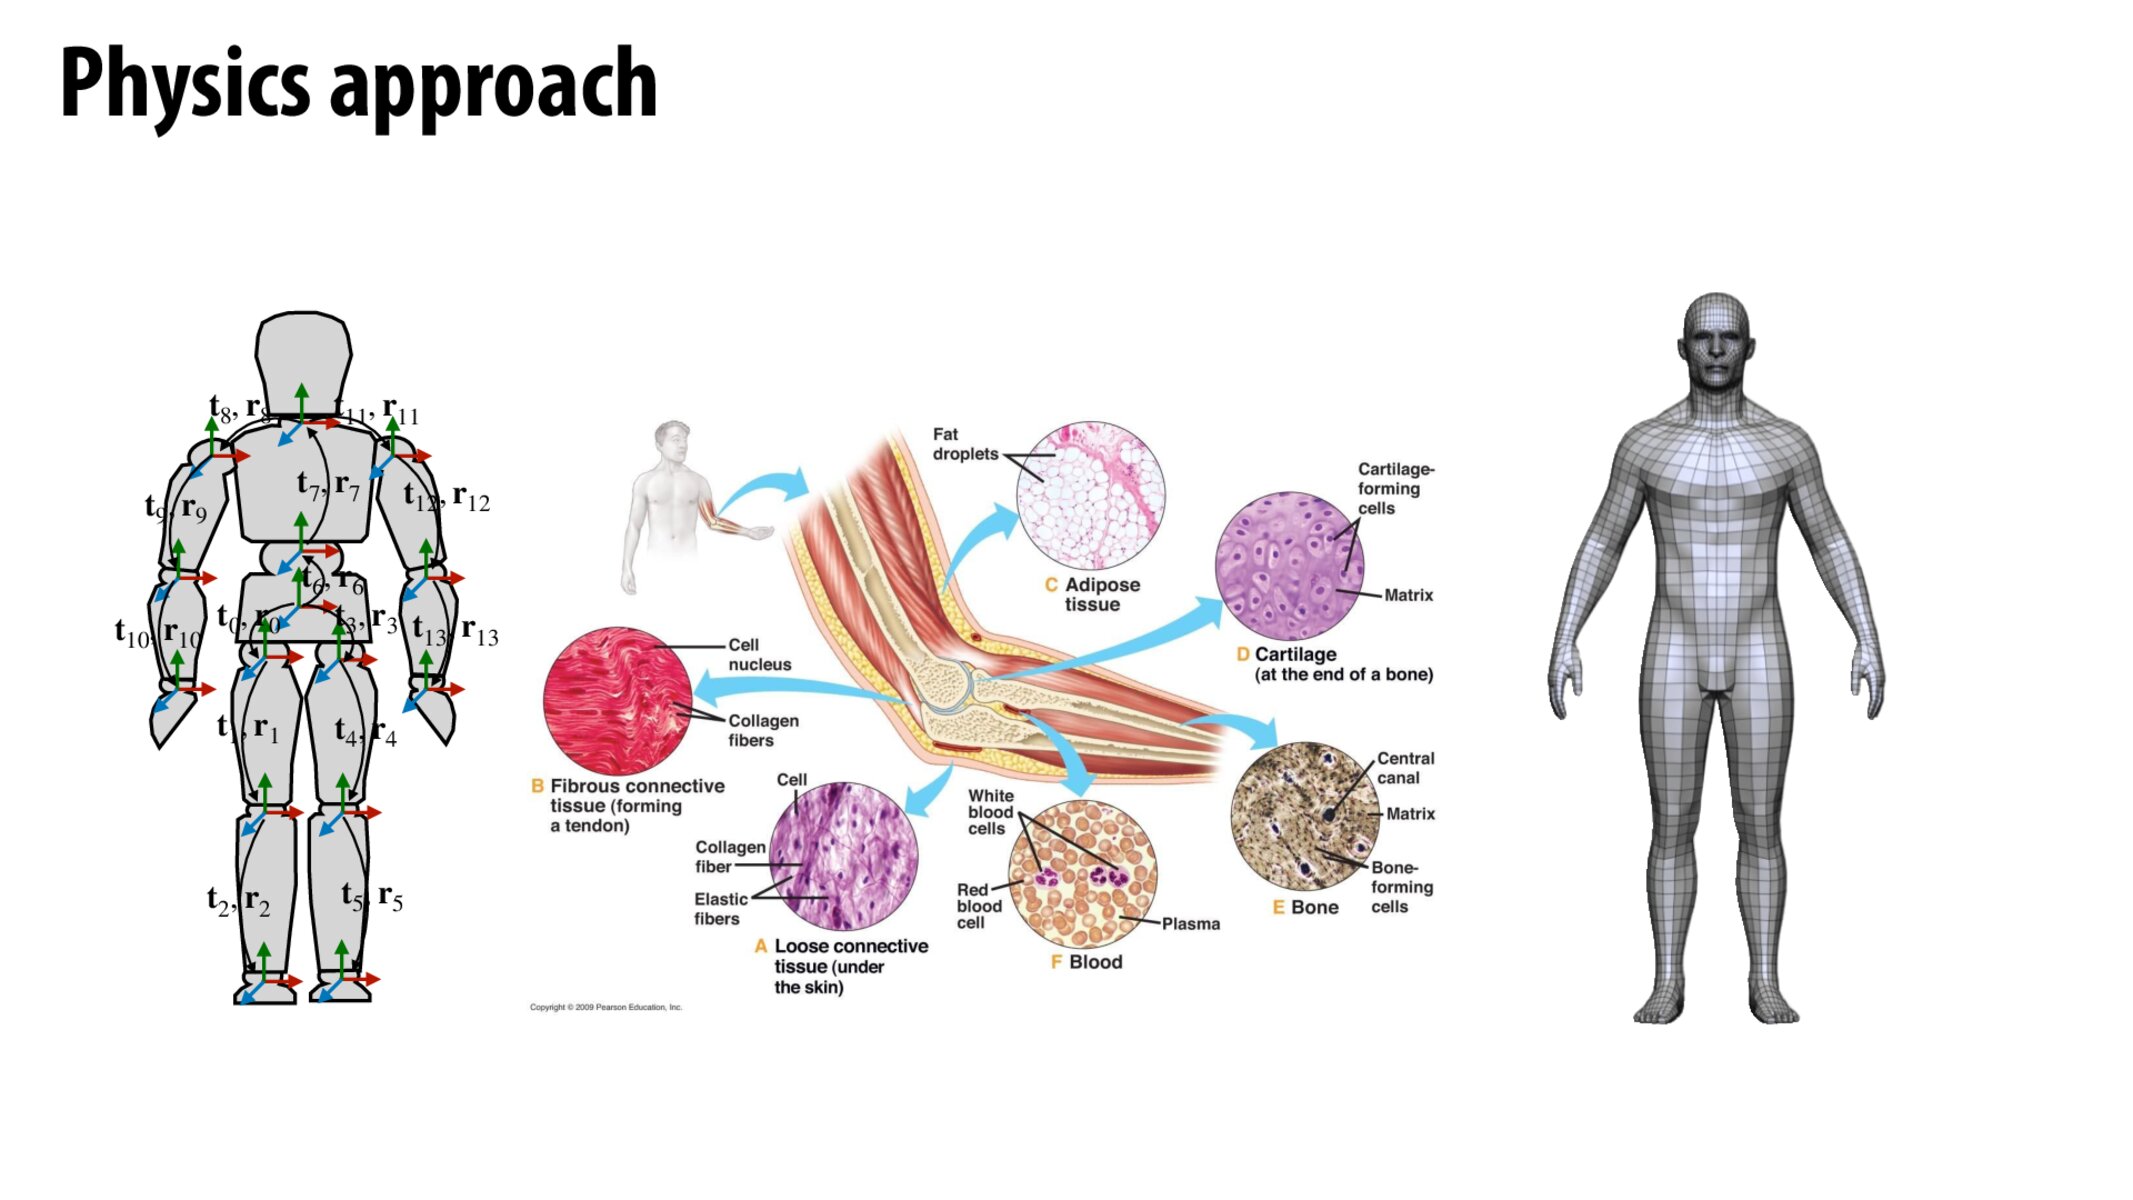 Physics approach
t8, r8
t11, r11
t7, r7
t9, r9
t12, r12
t6, r6
t0, r0
t3, r3
t10, r10
t13, r13
t1, r1
t4, r4
t2, r2
t5, r5
Fat
droplets
C Adipose
tissue
Cartilage-
forming
cells
Matrix
D Cartilage
(at the end of a bone)
Cell
nucleus
Collagen
fibers
B Fibrous connective
tissue (forming
a tendon)
Cell
Collagen
fiber
Elastic
fibers
A Loose connective
tissue (under
the skin)
White
blood
cells
Red
blood
cell
Plasma
F Blood
Central
canal
Matrix
Bone-
forming
cells
E Bone
Copyright © 2009 Pearson Education, Inc.